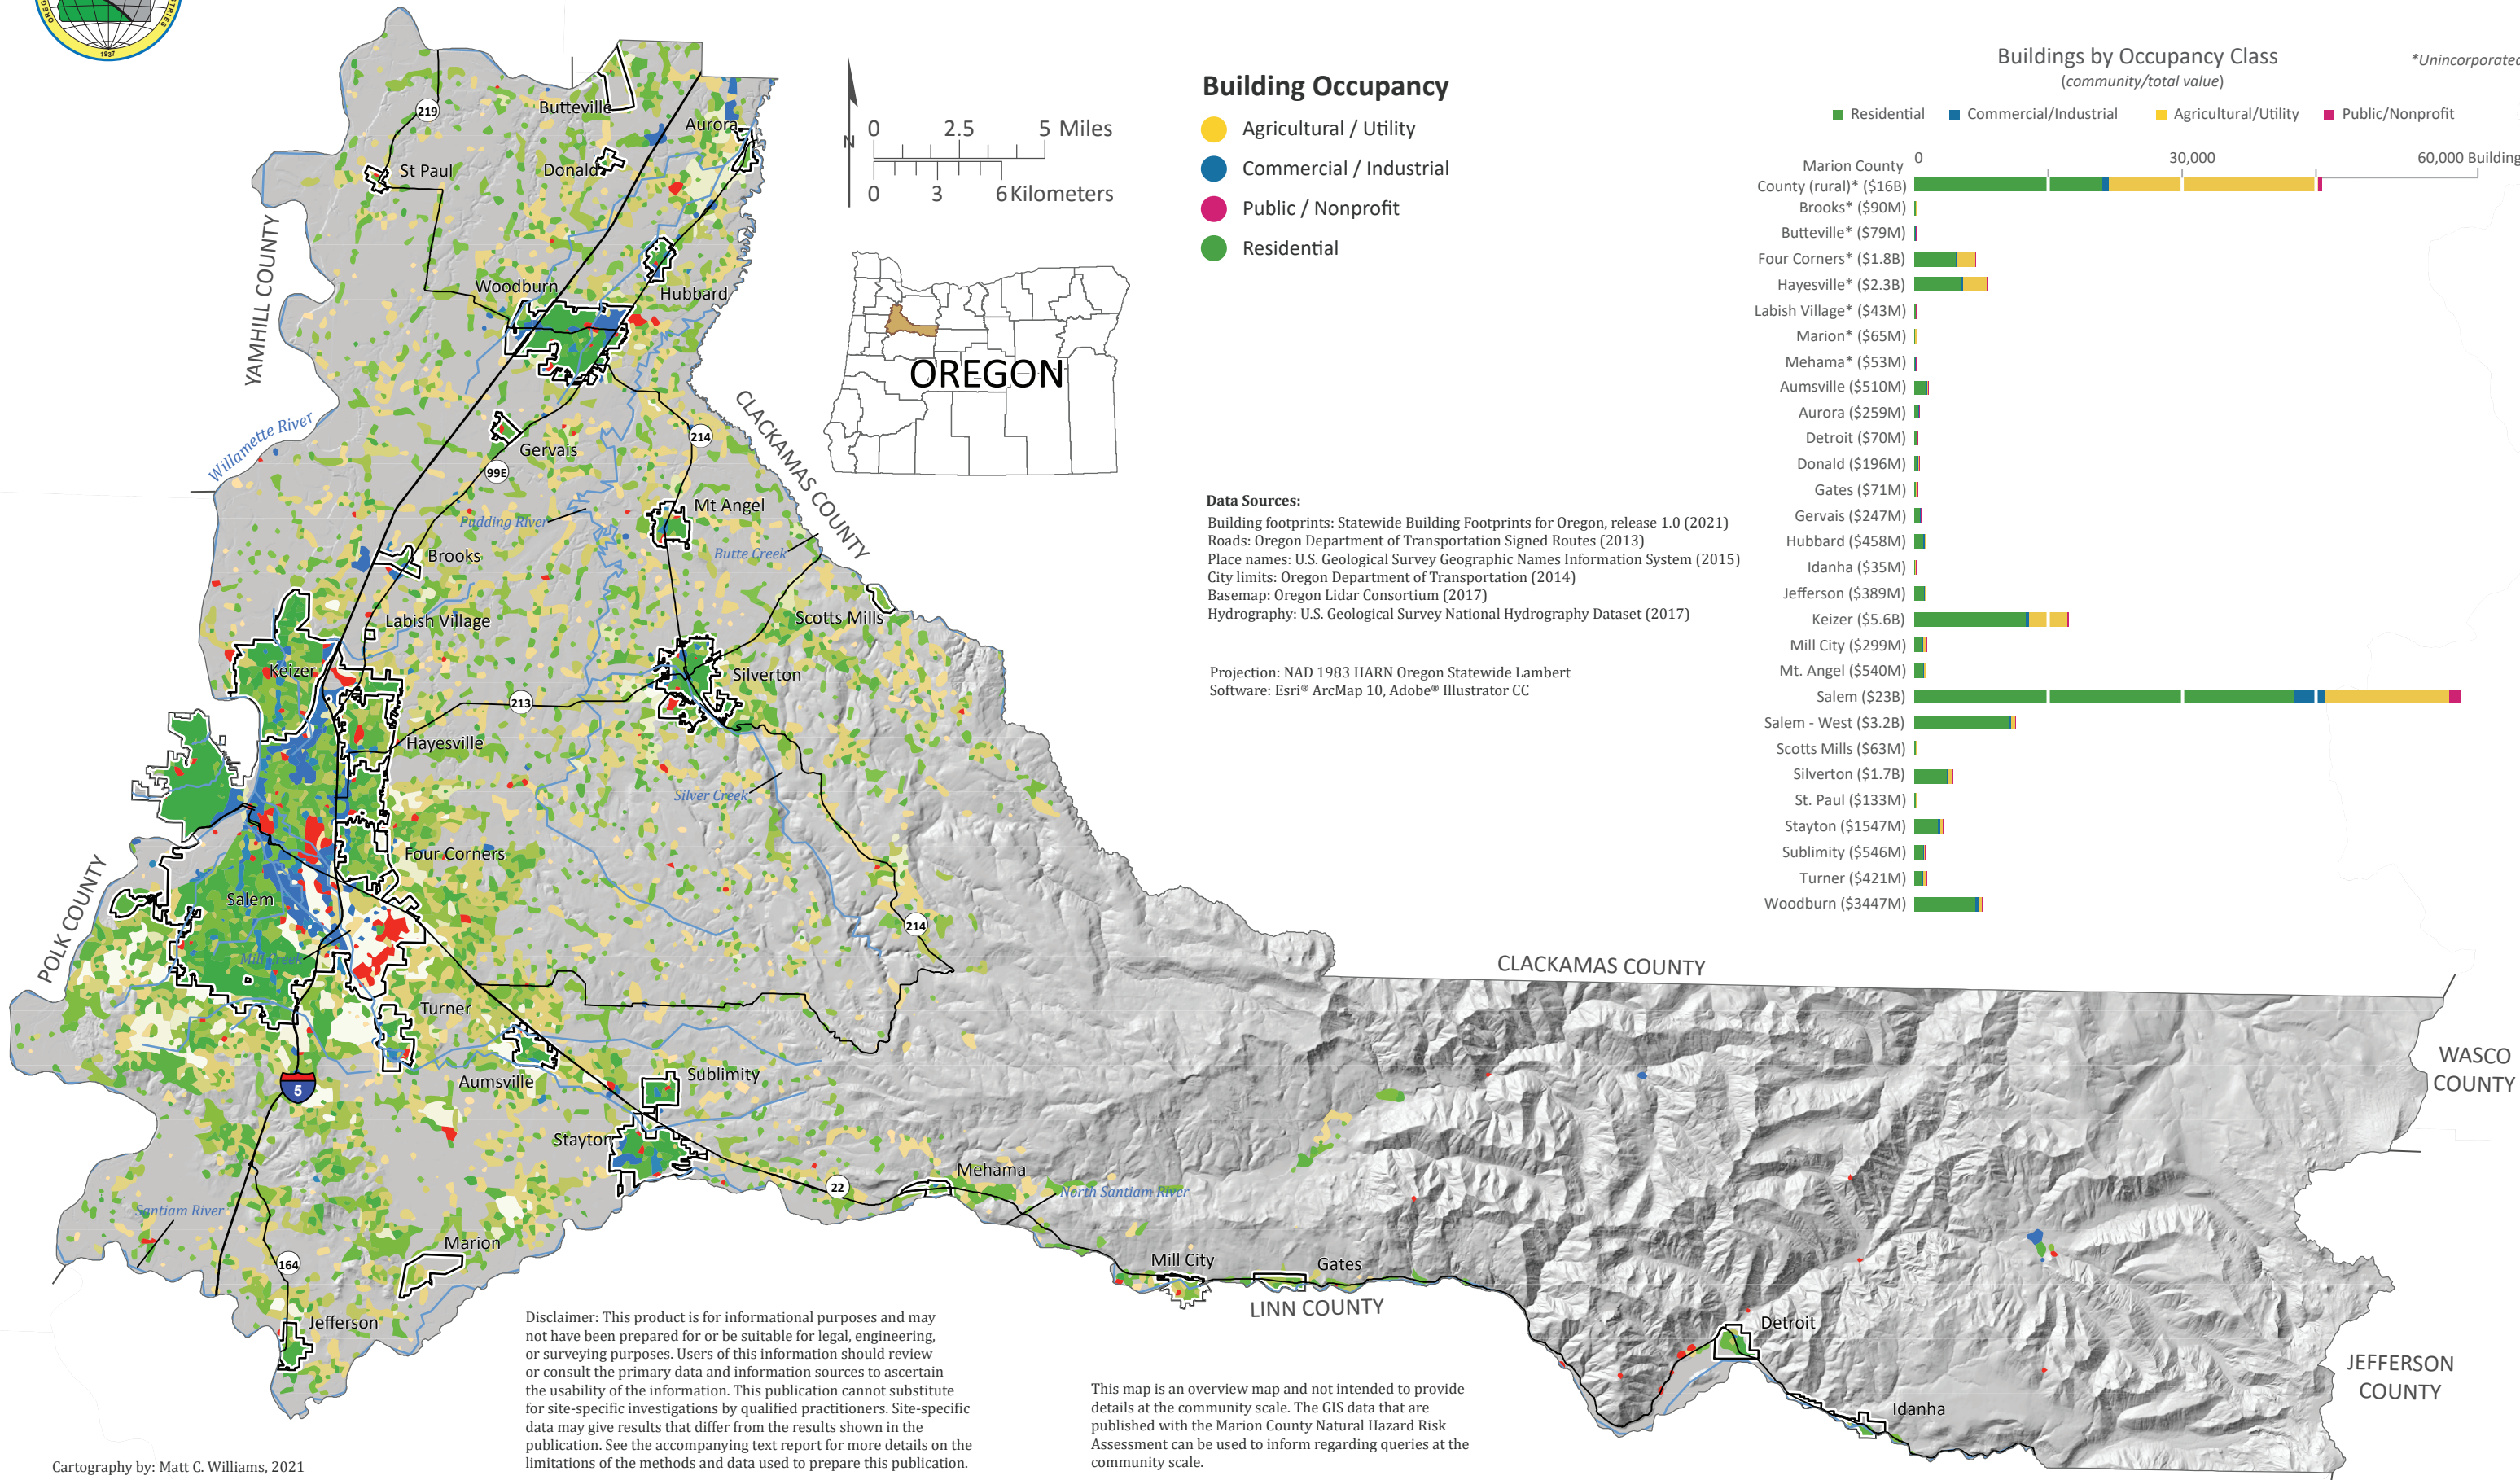 OREG
STRIES
1937
Butteville
219
Aurora
St Paul
Donald
YAMHILL COUNTY
Woodburn
Hubbard
CLACKAMAS COUNTY
Willamette River
214
Gervais
99E
Mt Angel
Pudding River
Butte Creek
Brooks
Labish Village
Scotts Mills
Keizer
Silverton
213
Hayesville
Silver Creek
Four Corners
POLK COUNTY
Salem
214
Mill Creek
Turner
5
Aumsville
Sublimity
Stayton
Mehama
22
North Santiam River
Santiam River
Marion
164
Mill City
Gates
Jefferson
LINN COUNTY
Detroit
Idanha
CLACKAMAS COUNTY
WASCO
COUNTY
JEFFERSON
COUNTY
N
0 2.5 5 Miles
0 3 6 Kilometers
OREGON
Building Occupancy
Agricultural / Utility
Commercial / Industrial
Public / Nonprofit
Residential
Data Sources:
Building footprints: Statewide Building Footprints for Oregon, release 1.0 (2021)
Roads: Oregon Department of Transportation Signed Routes (2013)
Place names: U.S. Geological Survey Geographic Names Information System (2015)
City limits: Oregon Department of Transportation (2014)
Basemap: Oregon Lidar Consortium (2017)
Hydrography: U.S. Geological Survey National Hydrography Dataset (2017)
Projection: NAD 1983 HARN Oregon Statewide Lambert
Software: Esri® ArcMap 10, Adobe® Illustrator CC
Buildings by Occupancy Class
(community/total value)
*Unincorporated
Residential Commercial/Industrial Agricultural/Utility Public/Nonprofit
0 30,000 60,000 Building
Marion County
County (rural)* ($16B)
Brooks* ($90M)
Butteville* ($79M)
Four Corners* ($1.8B)
Hayesville* ($2.3B)
Labish Village* ($43M)
Marion* ($65M)
Mehama* ($53M)
Aumsville ($510M)
Aurora ($259M)
Detroit ($70M)
Donald ($196M)
Gates ($71M)
Gervais ($247M)
Hubbard ($458M)
Idanha ($35M)
Jefferson ($389M)
Keizer ($5.6B)
Mill City ($299M)
Mt. Angel ($540M)
Salem ($23B)
Salem - West ($3.2B)
Scotts Mills ($63M)
Silverton ($1.7B)
St. Paul ($133M)
Stayton ($1547M)
Sublimity ($546M)
Turner ($421M)
Woodburn ($3447M)
Disclaimer: This product is for informational purposes and may
not have been prepared for or be suitable for legal, engineering,
or surveying purposes. Users of this information should review
or consult the primary data and information sources to ascertain
the usability of the information. This publication cannot substitute
for site-specific investigations by qualified practitioners. Site-specific
data may give results that differ from the results shown in the
publication. See the accompanying text report for more details on the
limitations of the methods and data used to prepare this publication.
This map is an overview map and not intended to provide
details at the community scale. The GIS data that are
published with the Marion County Natural Hazard Risk
Assessment can be used to inform regarding queries at the
community scale.
Cartography by: Matt C. Williams, 2021